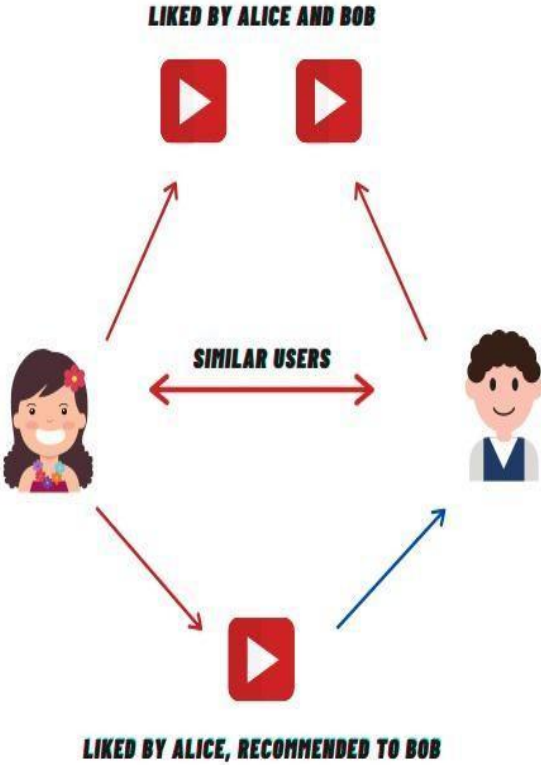 LIKED BY ALICE AND BOB
SIMILAR USERS
LIKED BY ALICE, RECOMMENDED TO BOB